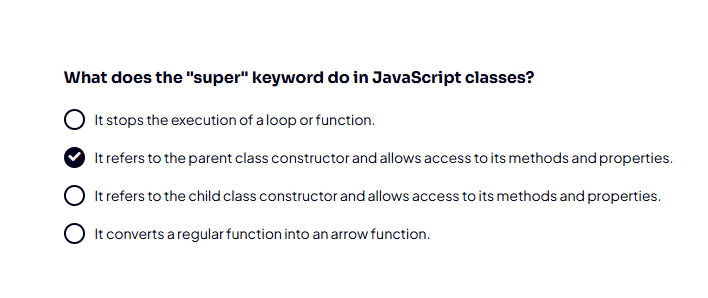 What does the "super" keyword do in JavaScript classes?
It stops the execution of a loop or function.
It refers to the parent class constructor and allows access to its methods and properties.
It refers to the child class constructor and allows access to its methods and properties.
It converts a regular function into an arrow function.